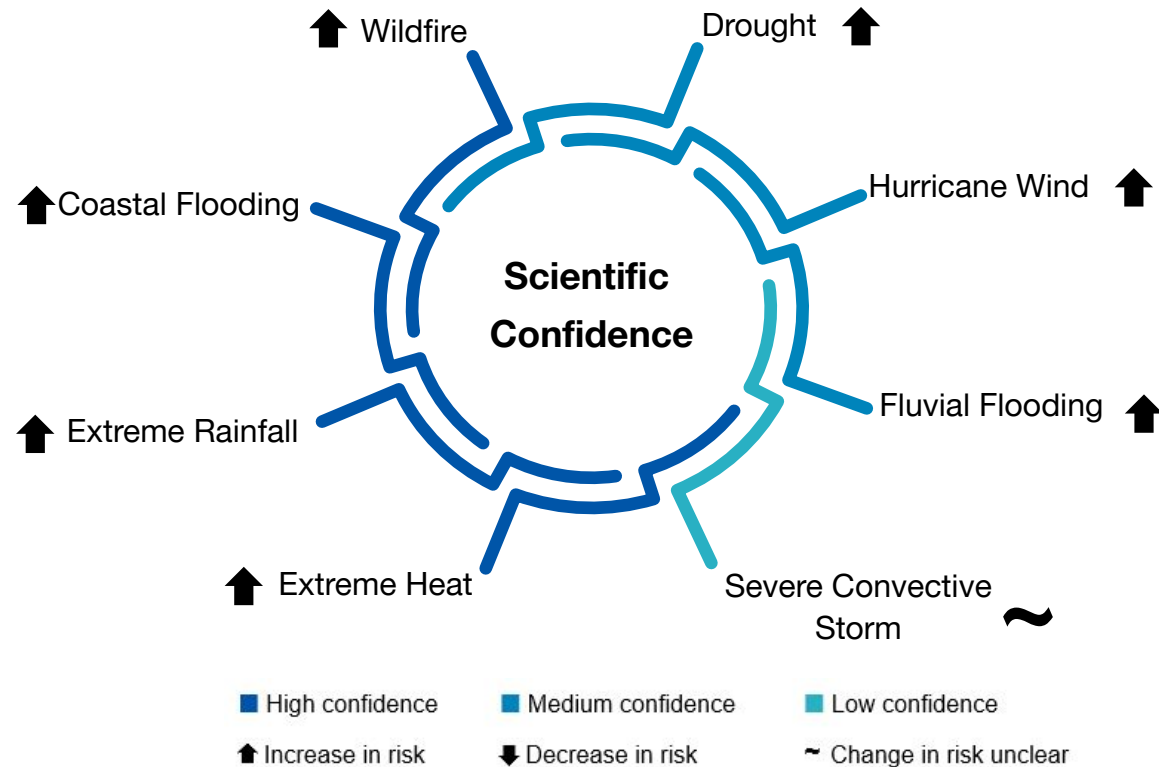 Wildfire
Drought
Coastal Flooding
Hurricane Wind
Scientific
Confidence
Extreme Rainfall
Fluvial Flooding
Extreme Heat
Severe Convective
Storm
~
High confidence
Medium confidence
Low confidence
Increase in risk
Decrease in risk
~ Change in risk unclear